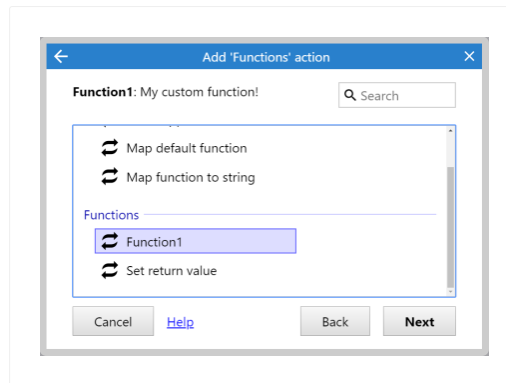 Add 'Functions' action
Function1: My custom function!
Search
Map default function
Map function to string
Functions
Function1
Set return value
Cancel
Help
Back
Next